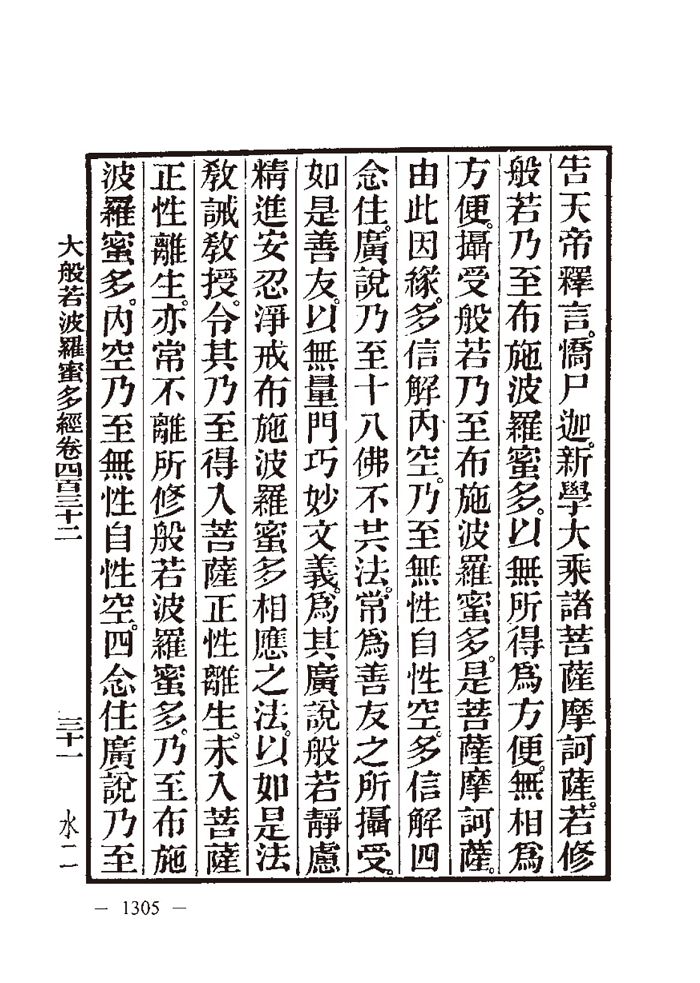 告天帝釋言。憍尸迦。新學大乘諸菩薩摩訶薩。若修
般若乃至布施波羅蜜多。以無所得爲方便。無相爲
方便。攝受般若乃至布施波羅蜜多。是菩薩摩訶薩。
由此因緣。多信解內空。乃至無性自性空。多信解四
念住。廣說乃至十八佛不共法。常爲善友之所攝受。
如是善友。以無量門巧妙文義。爲其廣說般若靜慮
精進安忍淨戒布施波羅蜜多相應之法。以如是法
教誡教授。令其乃至得入菩薩正性離生。未入菩薩
正性離生。亦常不離所修般若波羅蜜多。乃至布施
波羅蜜多。內空乃至無性自性空。四念住廣說乃至
大般若波羅蜜多經卷四百三十二 三十一 水二
— 1305 —